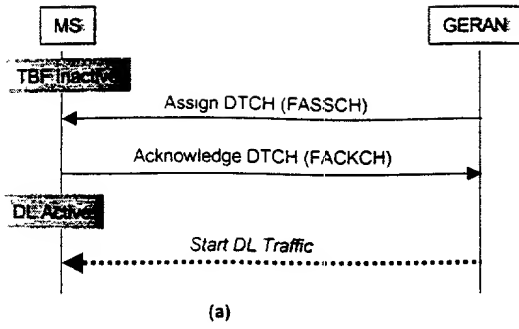 MS GERAN
TBF Inactive
Assign DTCH (FASSCH)
Acknowledge DTCH (FACKCH)
DL Active
Start DL Traffic
(a)